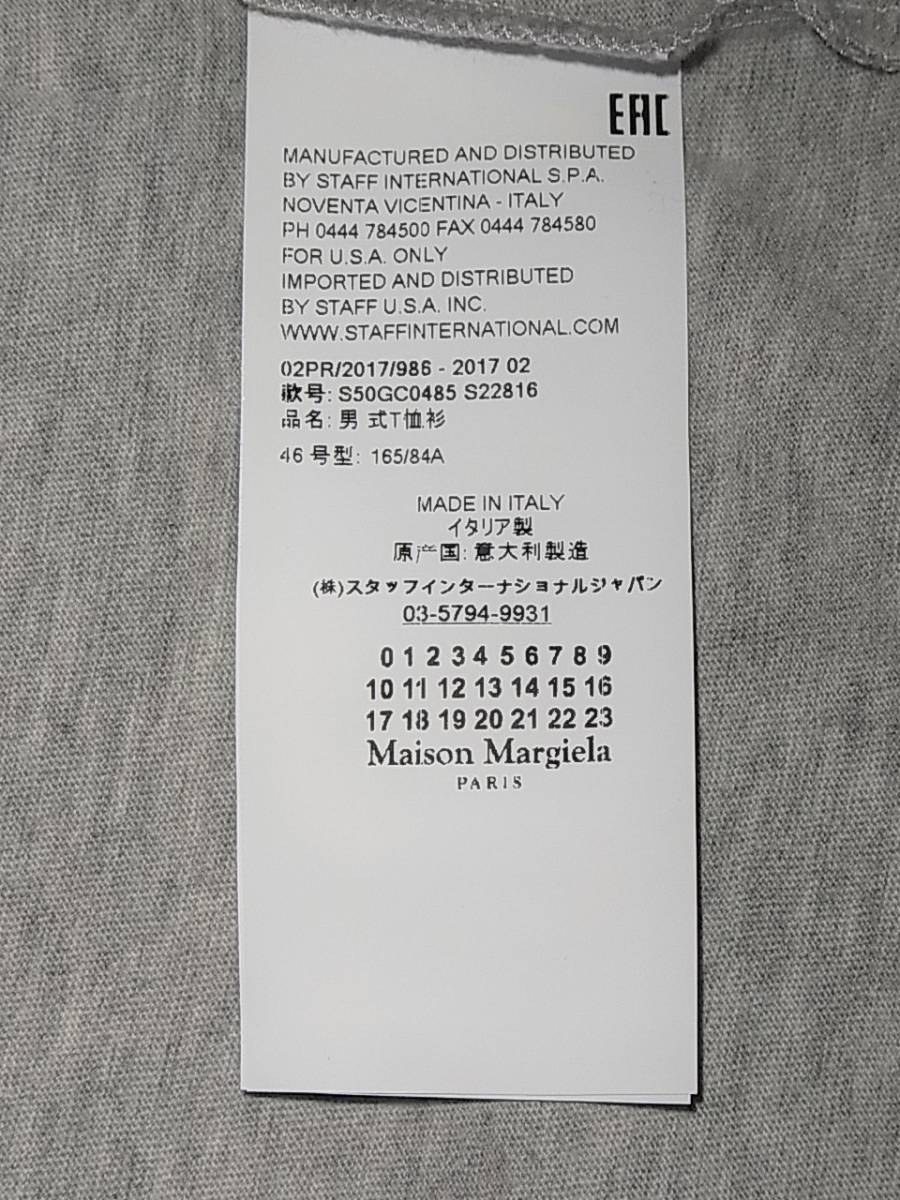 EAC
MANUFACTURED AND DISTRIBUTED
BY STAFF INTERNATIONAL S.P.A.
NOVENTA VICENTINA - ITALY
PH 0444 784500 FAX 0444 784580
FOR U.S.A. ONLY
IMPORTED AND DISTRIBUTED
BY STAFF U.S.A. INC.
WWW.STAFFINTERNATIONAL.COM
02PR/2017/986 - 2017 02
款号: S50GC0485 S22816
品名: 男 式T恤衫
46 号型: 165/84A
MADE IN ITALY
イタリア製
原产国: 意大利製造
(株)スタッフインターナショナルジャパン
03-5794-9931
0 1 2 3 4 5 6 7 8 9
10 11 12 13 14 15 16
17 18 19 20 21 22 23
Maison Margiela
PARIS